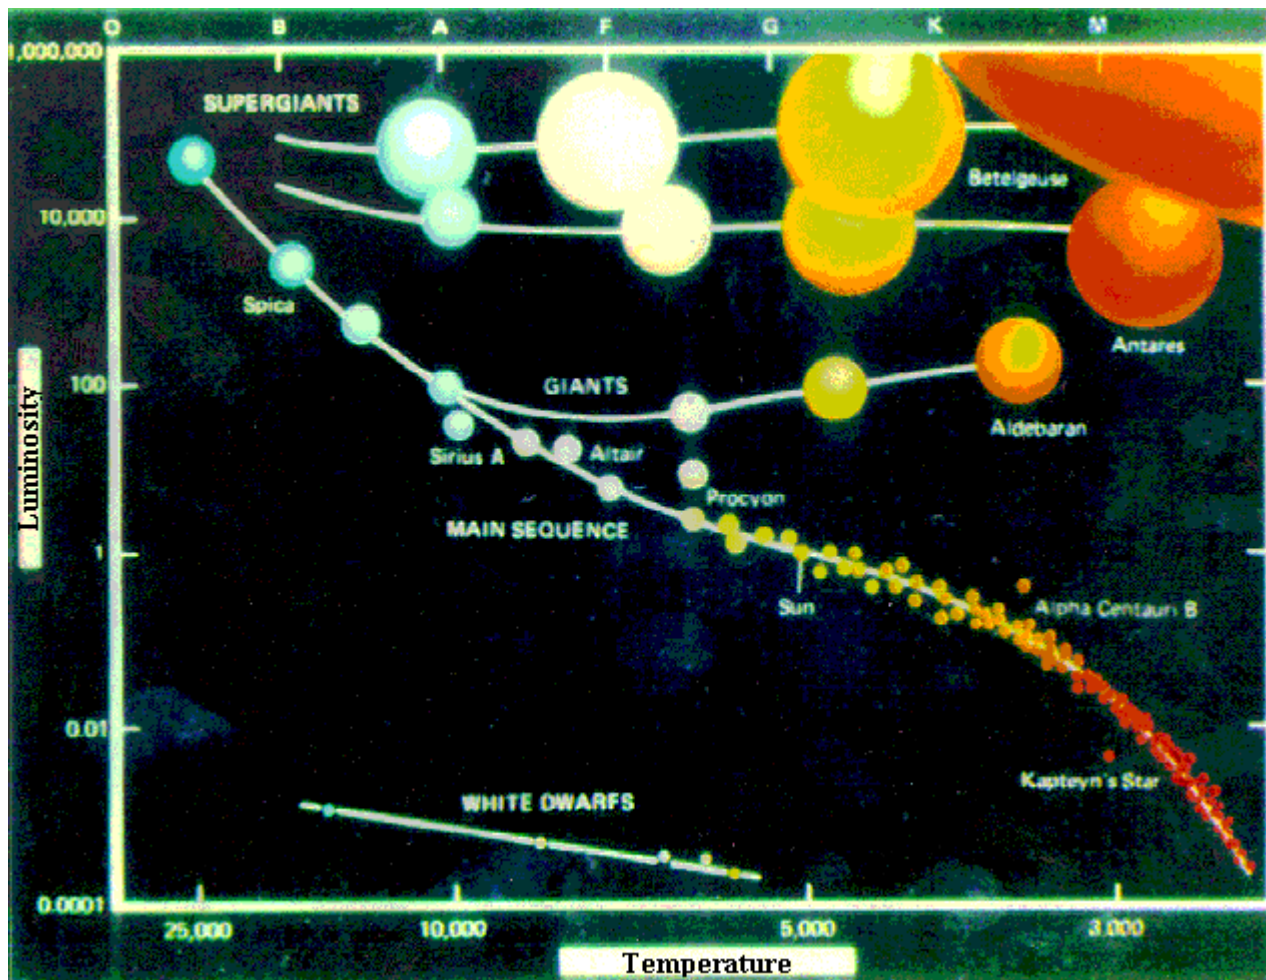 O B A F G K M
1,000,000
SUPERGIANTS
Betelgeuse
10,000
Spica
Antares
100
GIANTS
Aldebaran
Sirius A
Altair
Procyon
MAIN SEQUENCE
Luminosity
1
Sun
Alpha Centauri B
0.01
Kapteyn's Star
WHITE DWARFS
0.0001
25,000 10,000 5,000 3,000
Temperature